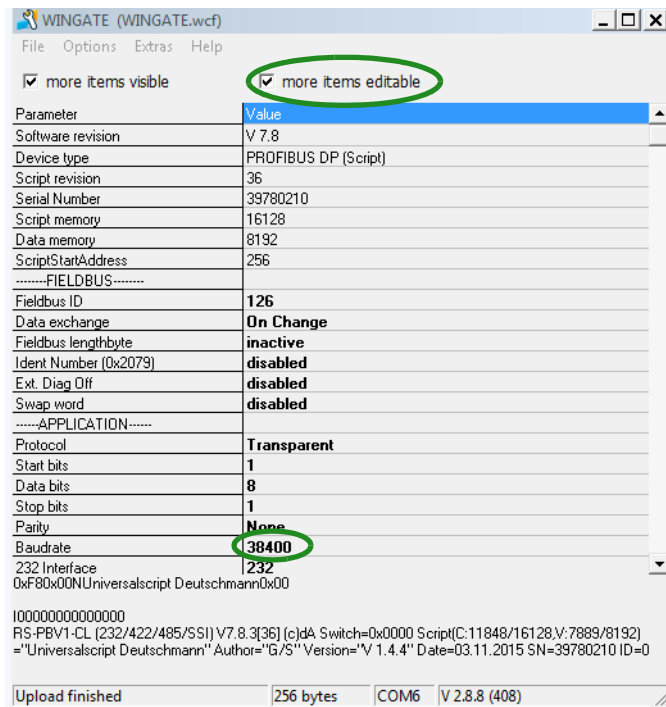 WINGATE (WINGATE.wcf)
File Options Extras Help
more items visible more items editable
Parameter Value
Software revision V 7.8
Device type PROFIBUS DP (Script)
Script revision 36
Serial Number 39780210
Script memory 16128
Data memory 8192
ScriptStartAddress 256
--------FIELDBUS--------
Fieldbus ID 126
Data exchange On Change
Fieldbus lengthbyte inactive
Ident Number (0x2079) disabled
Ext. Diag Off disabled
Swap word disabled
------APPLICATION------
Protocol Transparent
Start bits 1
Data bits 8
Stop bits 1
Parity None
Baudrate 38400
232 Interface 232
0xF80x00NUniversalscript Deutschmann0x00
I00000000000000
RS-PBV1-CL (232/422/485/SSI) V7.8.3[36] (c)dA Switch=0x0000 Script(C:11848/16128,V:7889/8192)
="Universalscript Deutschmann" Author="G/S" Version="V 1.4.4" Date=03.11.2015 SN=39780210 ID=0
Upload finished 256 bytes COM6 V 2.8.8 (408)